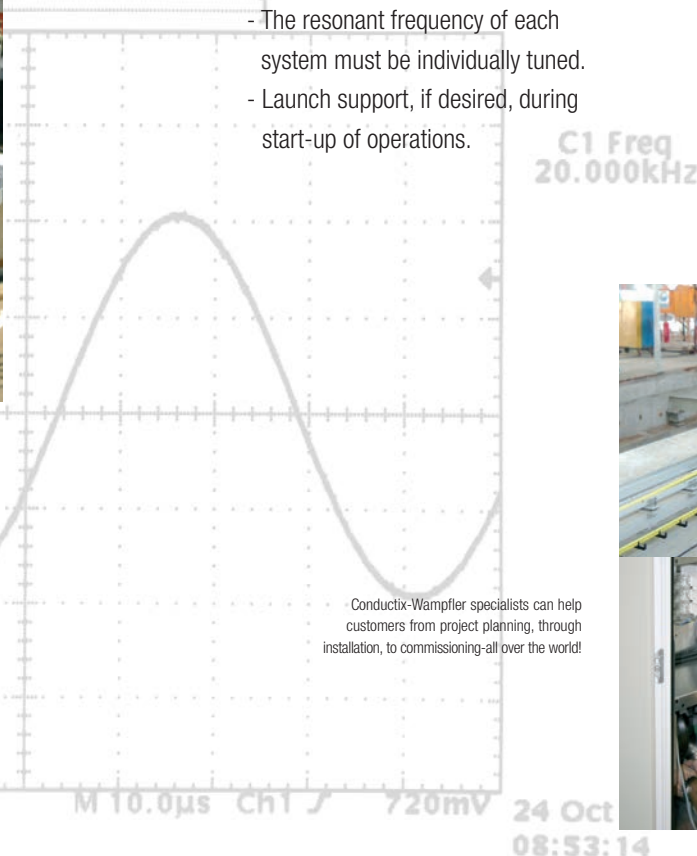 - The resonant frequency of each
system must be individually tuned.
- Launch support, if desired, during
start-up of operations.
C1 Freq
20.000kHz
Conductix-Wampfler specialists can help
customers from project planning, through
installation, to commissioning-all over the world!
M 10.0µs Ch1 720mV
24 Oct
08:53:14